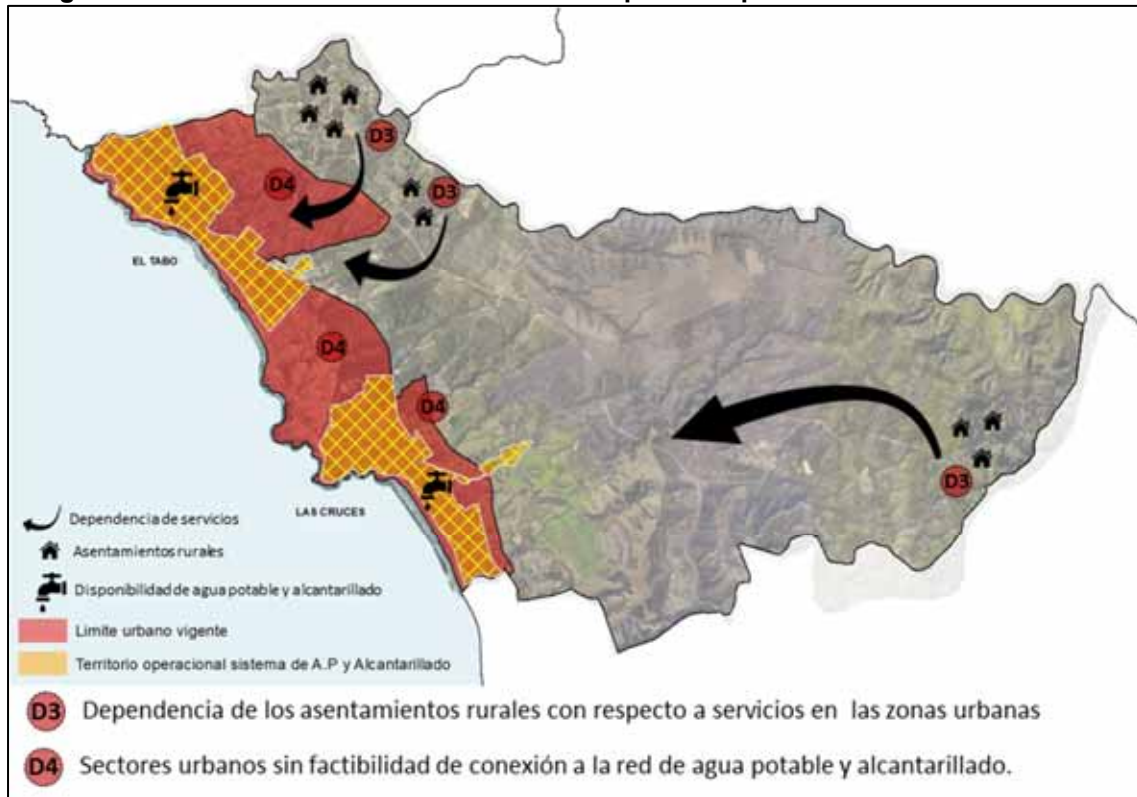 D3
D4
D3
EL TABO
D4
D4
D3
LAS CRUCES
Dependencia de servicios
Asentamientos rurales
Disponibilidad de agua potable y alcantarillado
Limite urbano vigente
Territorio operacional sistema de A.P y Alcantarillado
D3 Dependencia de los asentamientos rurales con respecto a servicios en las zonas urbanas
D4 Sectores urbanos sin factibilidad de conexión a la red de agua potable y alcantarillado.